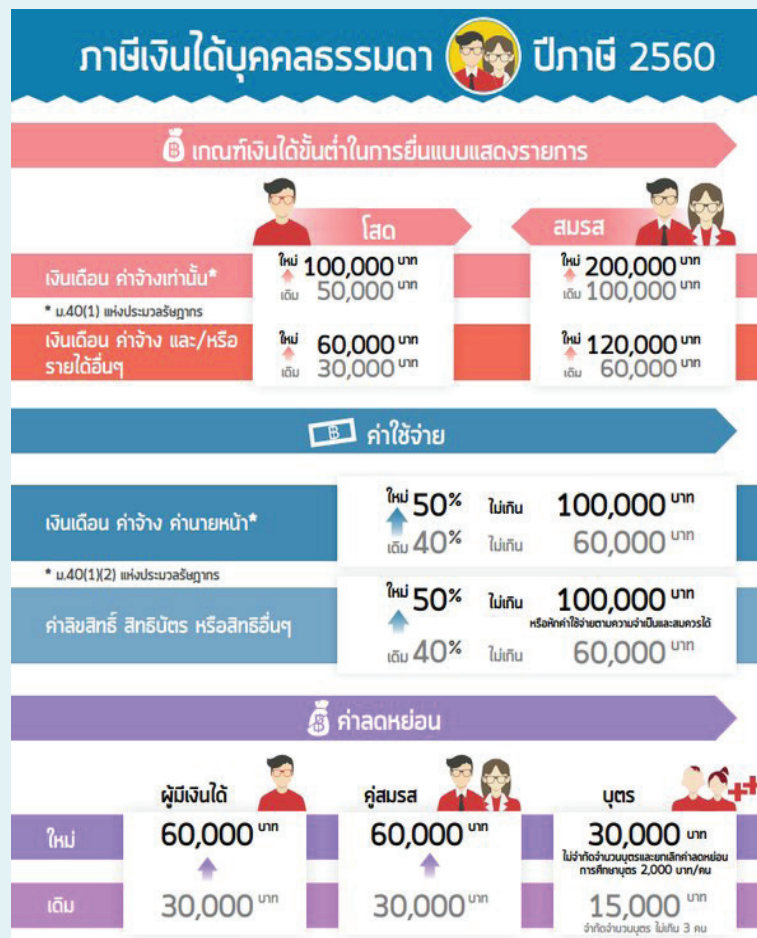 ภาษีเงินได้บุคคลธรรมดา ปีภาษี 2560
เกณฑ์เงินได้ขั้นต่ำในการยื่นแบบแสดงรายการ
โสด
สมรส
เงินเดือน ค่าจ้างเท่านั้น*
ใหม่ 100,000 บาท
เดิม 50,000 บาท
ใหม่ 200,000 บาท
เดิม 100,000 บาท
* ม.40(1) แห่งประมวลรัษฎากร
เงินเดือน ค่าจ้าง และ/หรือ
รายได้อื่นๆ
ใหม่ 60,000 บาท
เดิม 30,000 บาท
ใหม่ 120,000 บาท
เดิม 60,000 บาท
ค่าใช้จ่าย
เงินเดือน ค่าจ้าง ค่านายหน้า*
ใหม่ 50% ไม่เกิน 100,000 บาท
เดิม 40% ไม่เกิน 60,000 บาท
* ม.40(1)(2) แห่งประมวลรัษฎากร
ค่าลิขสิทธิ์ สิทธิบัตร หรือสิทธิอื่นๆ
ใหม่ 50% ไม่เกิน 100,000 บาท
หรือหักค่าใช้จ่ายตามความจำเป็นและสมควรได้
เดิม 40% ไม่เกิน 60,000 บาท
ค่าลดหย่อน
ผู้มีเงินได้
คู่สมรส
บุตร
ใหม่
60,000 บาท
60,000 บาท
30,000 บาท
ไม่จำกัดจำนวนบุตรและยกเลิกค่าลดหย่อน
การศึกษาบุตร 2,000 บาท/คน
เดิม
30,000 บาท
30,000 บาท
15,000 บาท
จำกัดจำนวนบุตร ไม่เกิน 3 คน